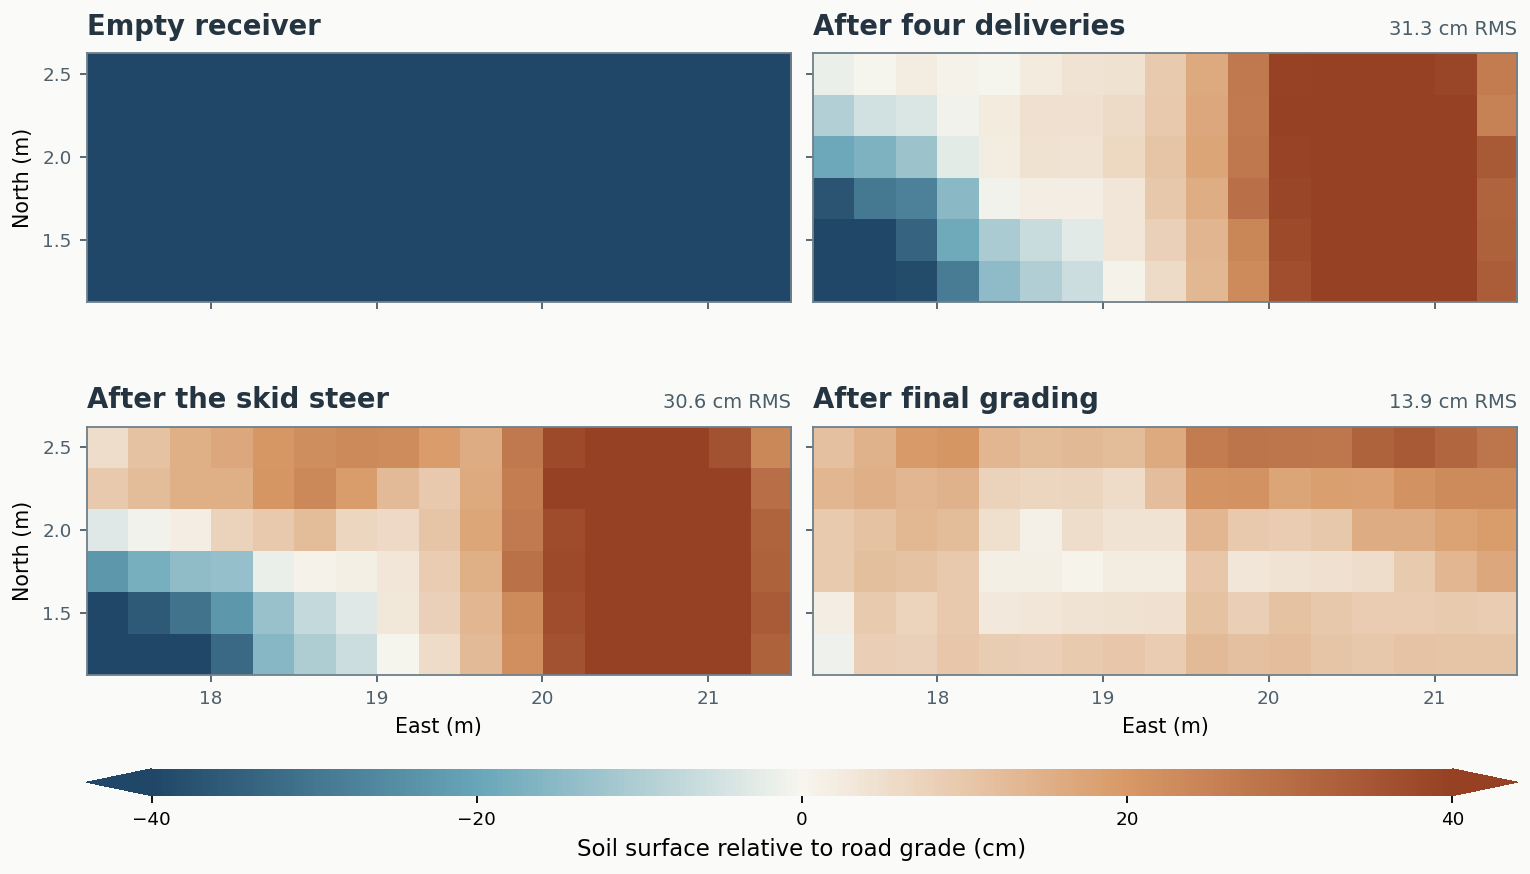 Empty receiver
After four deliveries 31.3 cm RMS
2.5
2.0
1.5
North (m)
After the skid steer 30.6 cm RMS
After final grading 13.9 cm RMS
2.5
2.0
1.5
North (m)
18 19 20 21
18 19 20 21
East (m)
East (m)
−40 −20 0 20 40
Soil surface relative to road grade (cm)